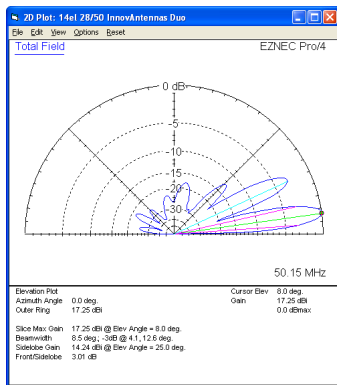 2D Plot: 14el 28/50 InnovAntennas Duo
File Edit View Options Reset
Total Field EZNEC Pro/4
0 dB
-5
-10
-15
-20
-30
50.15 MHz
Elevation Plot Cursor Elev 8.0 deg.
Azimuth Angle 0.0 deg. Gain 17.25 dBi
Outer Ring 17.25 dBi 0.0 dBmax
Slice Max Gain 17.25 dBi @ Elev Angle = 8.0 deg.
Beamwidth 8.5 deg.; -3dB @ 4.1, 12.6 deg.
Sidelobe Gain 14.24 dBi @ Elev Angle = 25.0 deg.
Front/Sidelobe 3.01 dB